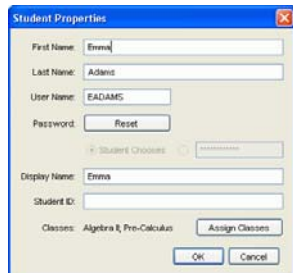 Student Properties
First Name: Emma
Last Name: Adams
User Name: EADAMS
Password: Reset
Student Chooses ***********
Display Name: Emma
Student ID:
Classes: Algebra II; Pre-Calculus Assign Classes
OK Cancel